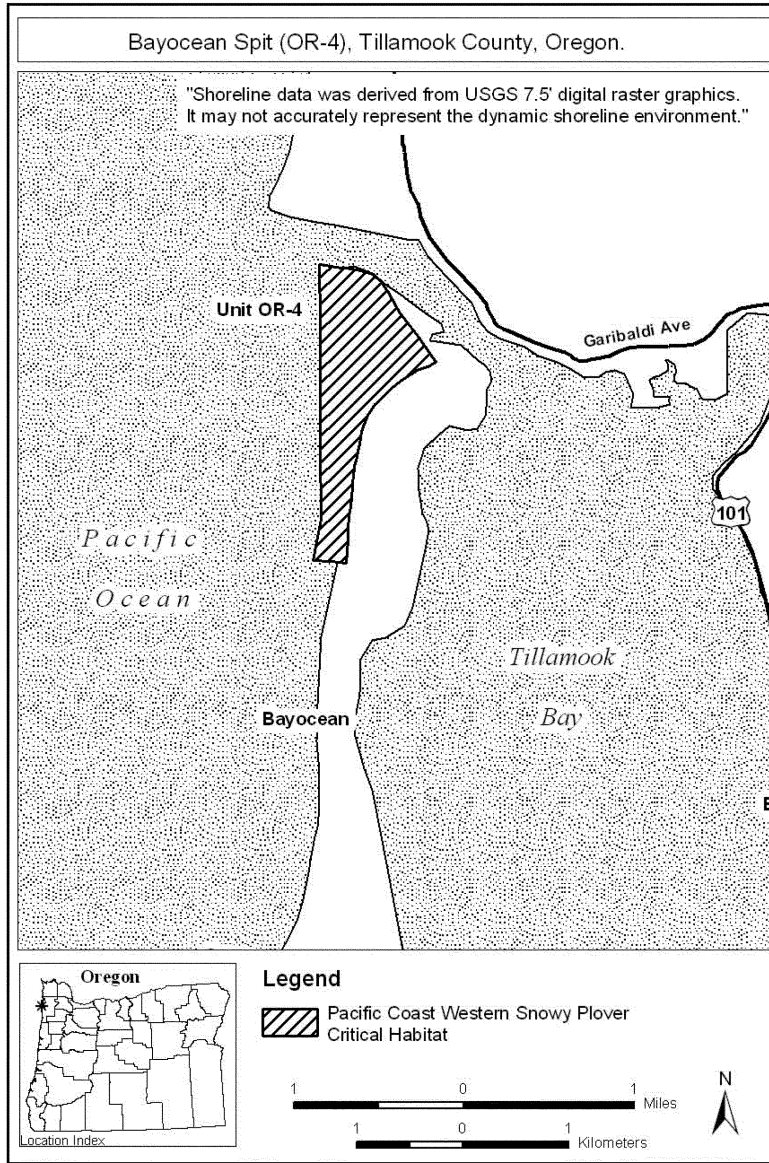 Bayocean Spit (OR-4), Tillamook County, Oregon.
"Shoreline data was derived from USGS 7.5' digital raster graphics.
It may not accurately represent the dynamic shoreline environment."
Unit OR-4
Garibaldi Ave
101
Pacific
Ocean
Tillamook
Bay
Bayocean
Oregon
Location Index
Legend
Pacific Coast Western Snowy Plover
Critical Habitat
1 0 1 Miles
1 0 1 Kilometers
N